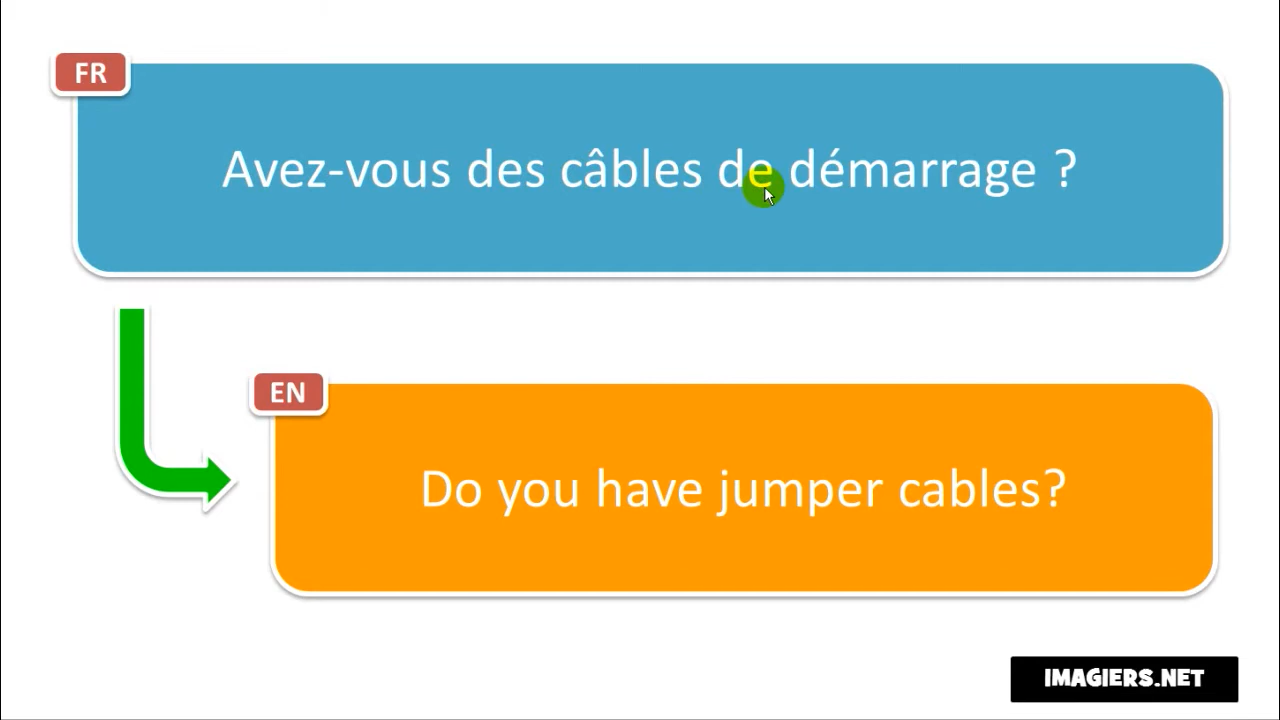 FR
Avez-vous des câbles de démarrage ?
EN
Do you have jumper cables?
IMAGIERS.NET